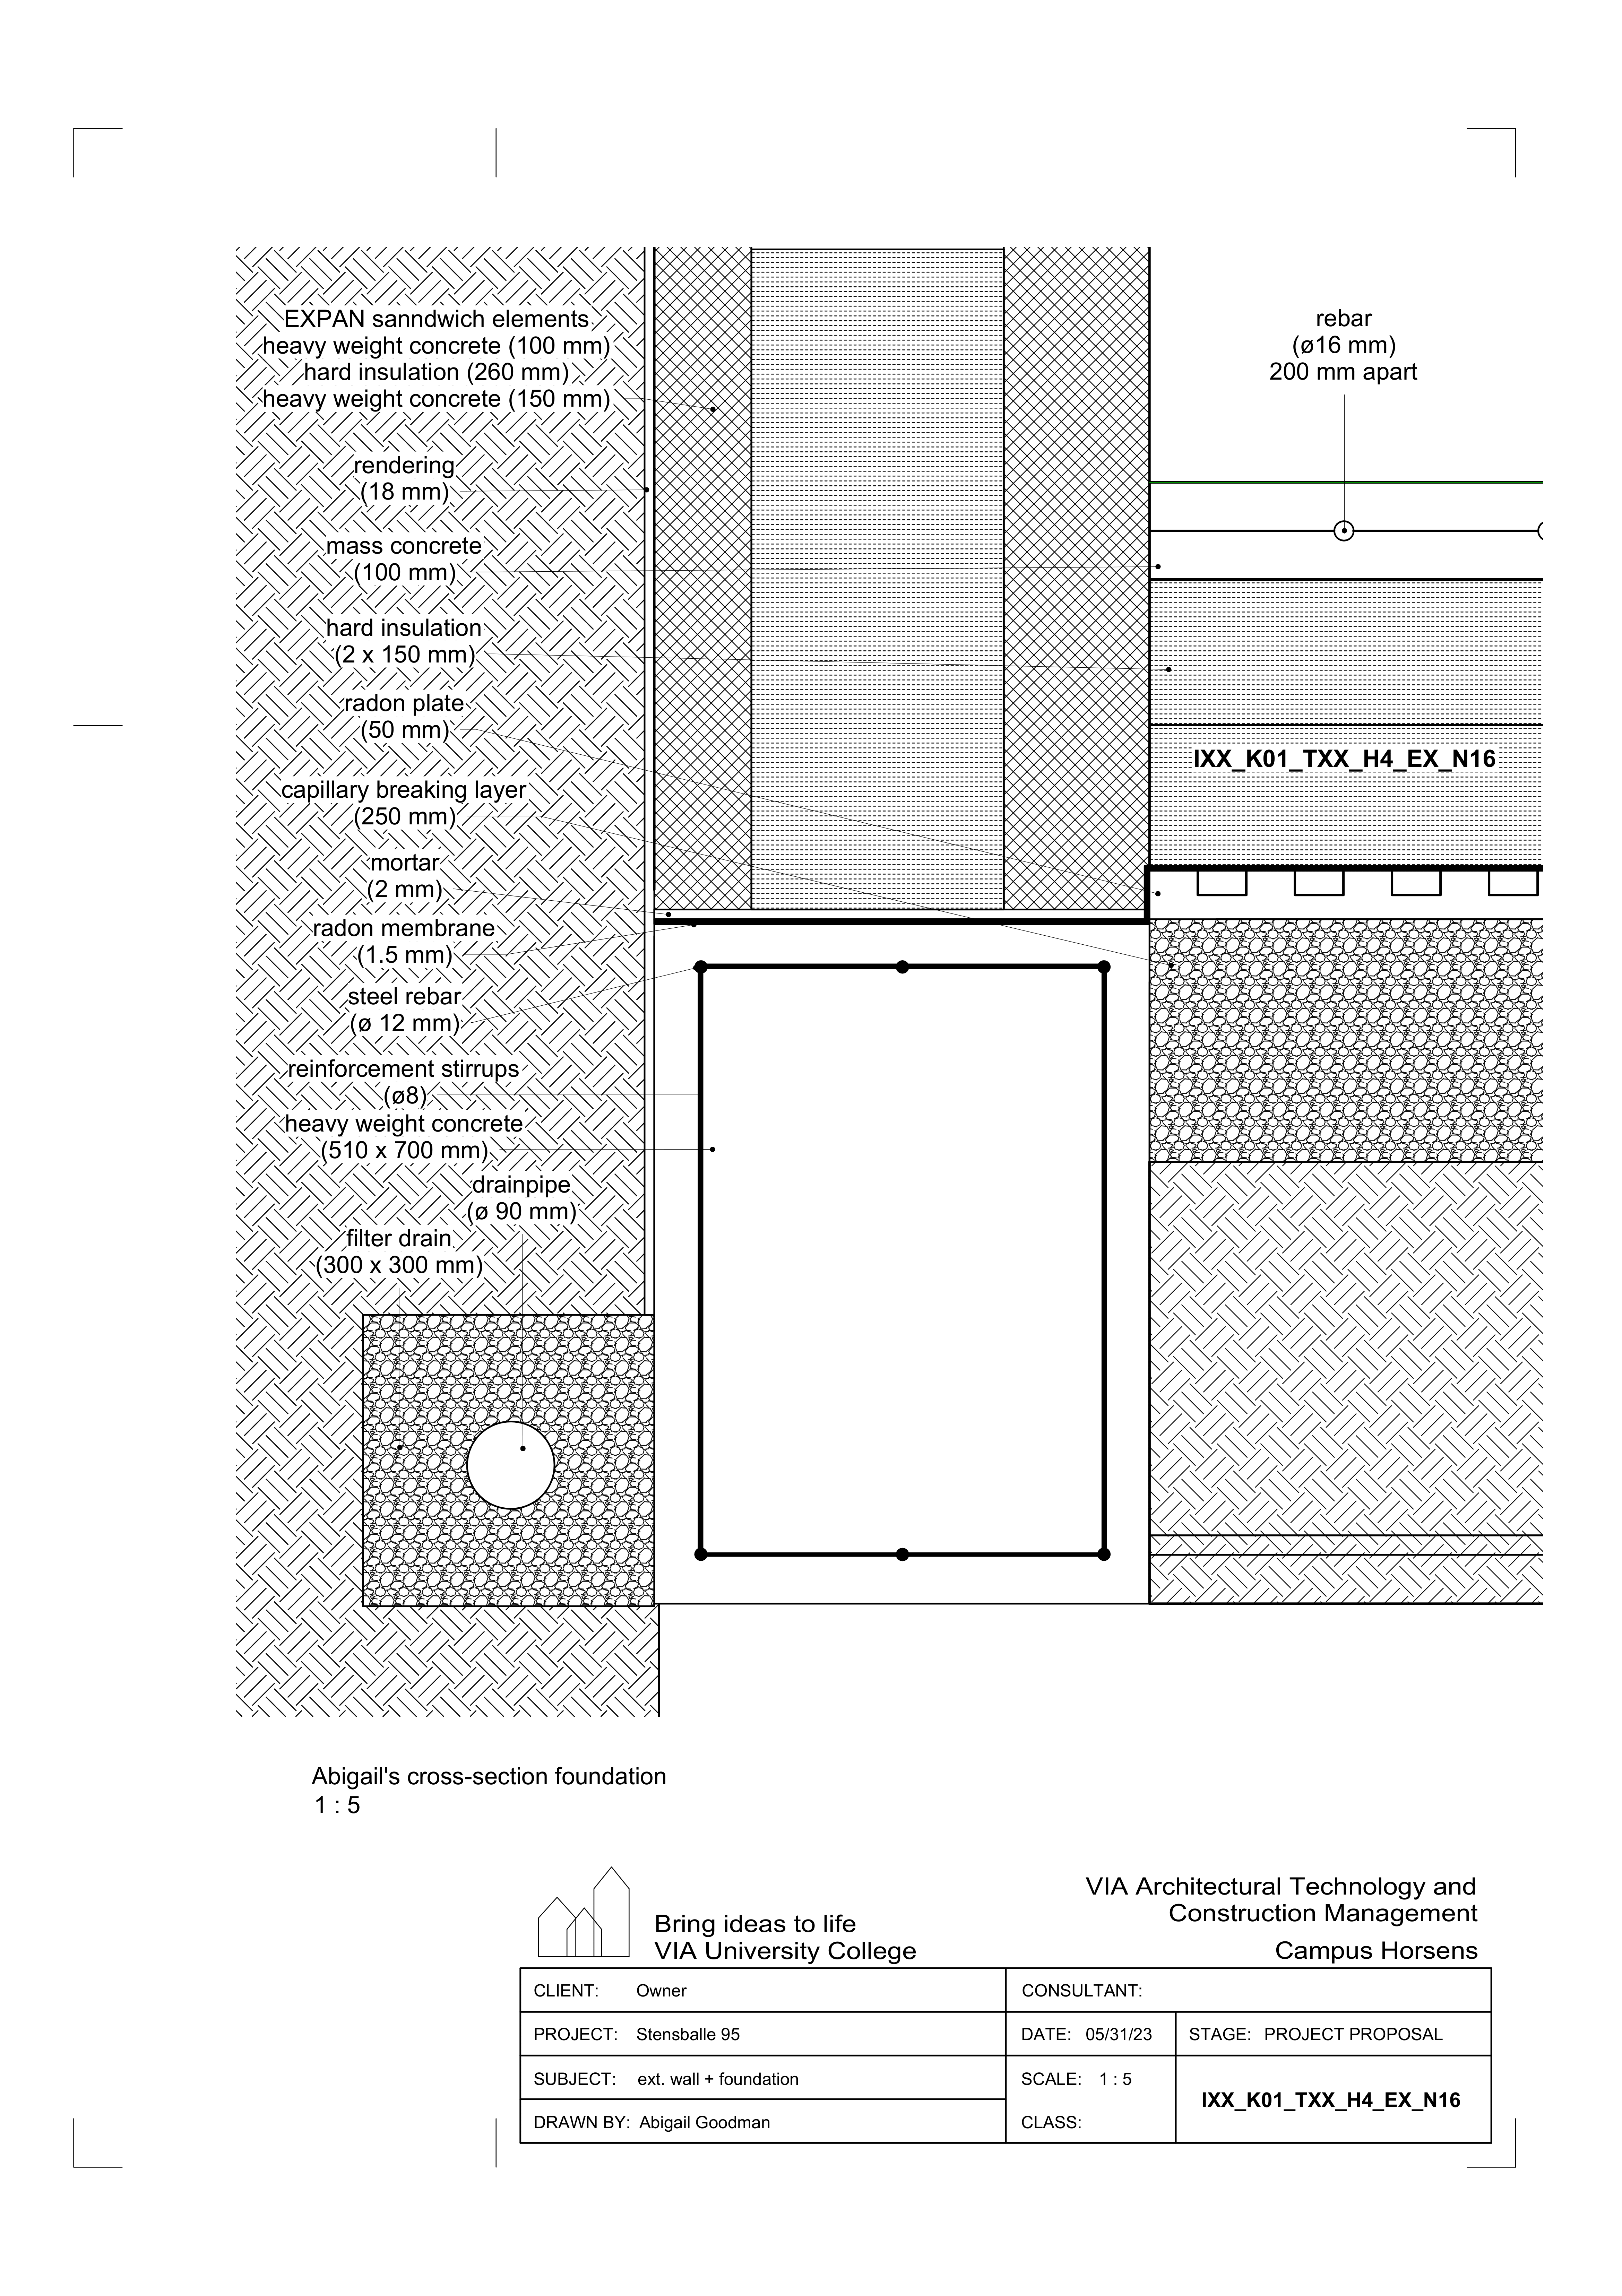 EXPAN sanndwich elements
heavy weight concrete (100 mm)
hard insulation (260 mm)
heavy weight concrete (150 mm)
rebar
(ø16 mm)
200 mm apart
rendering
(18 mm)
mass concrete
(100 mm)
hard insulation
(2 x 150 mm)
radon plate
(50 mm)
IXX_K01_TXX_H4_EX_N16
capillary breaking layer
(250 mm)
mortar
(2 mm)
radon membrane
(1.5 mm)
steel rebar
(ø 12 mm)
reinforcement stirrups
(ø8)
heavy weight concrete
(510 x 700 mm)
drainpipe
(ø 90 mm)
filter drain
(300 x 300 mm)
Abigail's cross-section foundation
1 : 5
Bring ideas to life
VIA University College
VIA Architectural Technology and
Construction Management
Campus Horsens
CLIENT: Owner
CONSULTANT:
PROJECT: Stensballe 95
DATE: 05/31/23
STAGE: PROJECT PROPOSAL
SUBJECT: ext. wall + foundation
SCALE: 1 : 5
IXX_K01_TXX_H4_EX_N16
DRAWN BY: Abigail Goodman
CLASS: